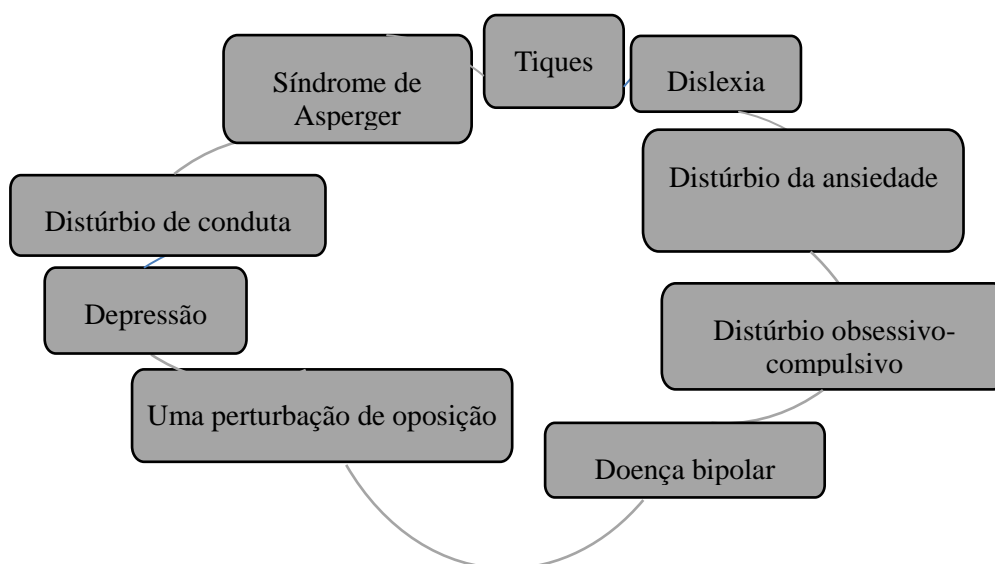 Tiques
Síndrome de
Asperger
Dislexia
Distúrbio da ansiedade
Distúrbio de conduta
Depressão
Distúrbio obsessivo-
compulsivo
Uma perturbação de oposição
Doença bipolar